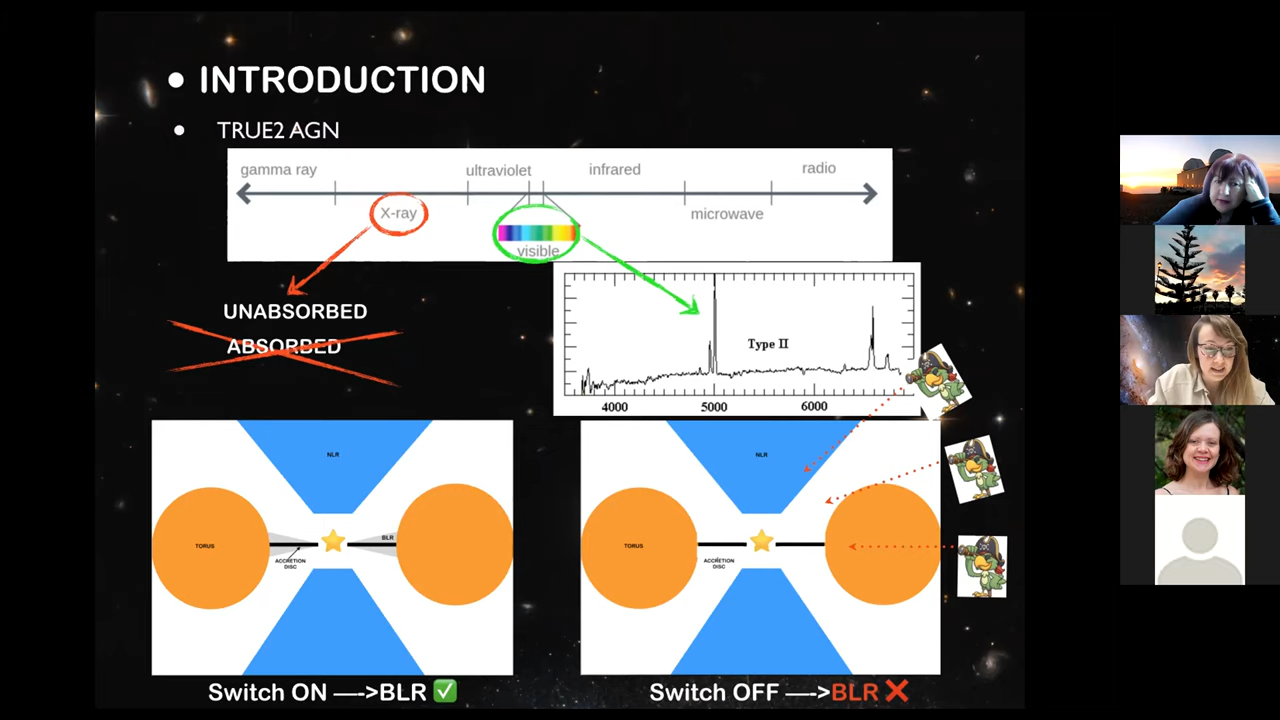 • INTRODUCTION
• TRUE2 AGN
gamma ray
ultraviolet
infrared
radio
X-ray
microwave
visible
UNABSORBED
ABSORBED
Type II
4000 5000 6000
NLR
TORUS
BLR
ACCRETION
DISC
NLR
TORUS
ACCRETION
DISC
Switch ON —->BLR ✅
Switch OFF —->BLR ❌